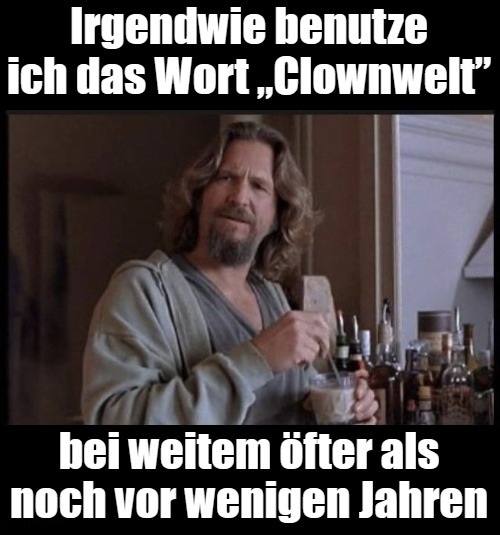 Irgendwie benutze
ich das Wort „Clownwelt”
bei weitem öfter als
noch vor wenigen Jahren